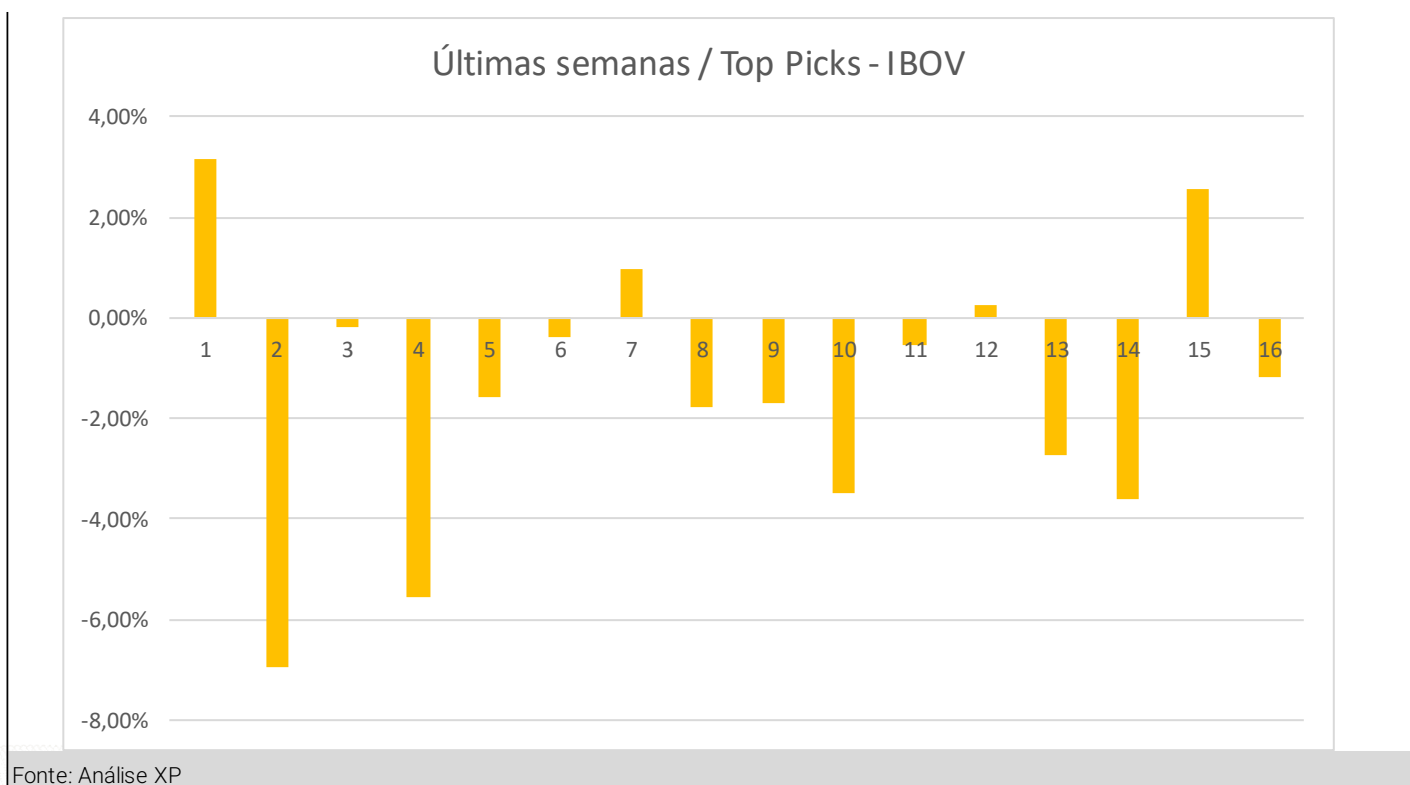 Últimas semanas / Top Picks - IBOV
4,00%
2,00%
0,00%
1 2 3 4 5 6 7 8 9 10 11 12 13 14 15 16
-2,00%
-4,00%
-6,00%
-8,00%
Fonte: Análise XP